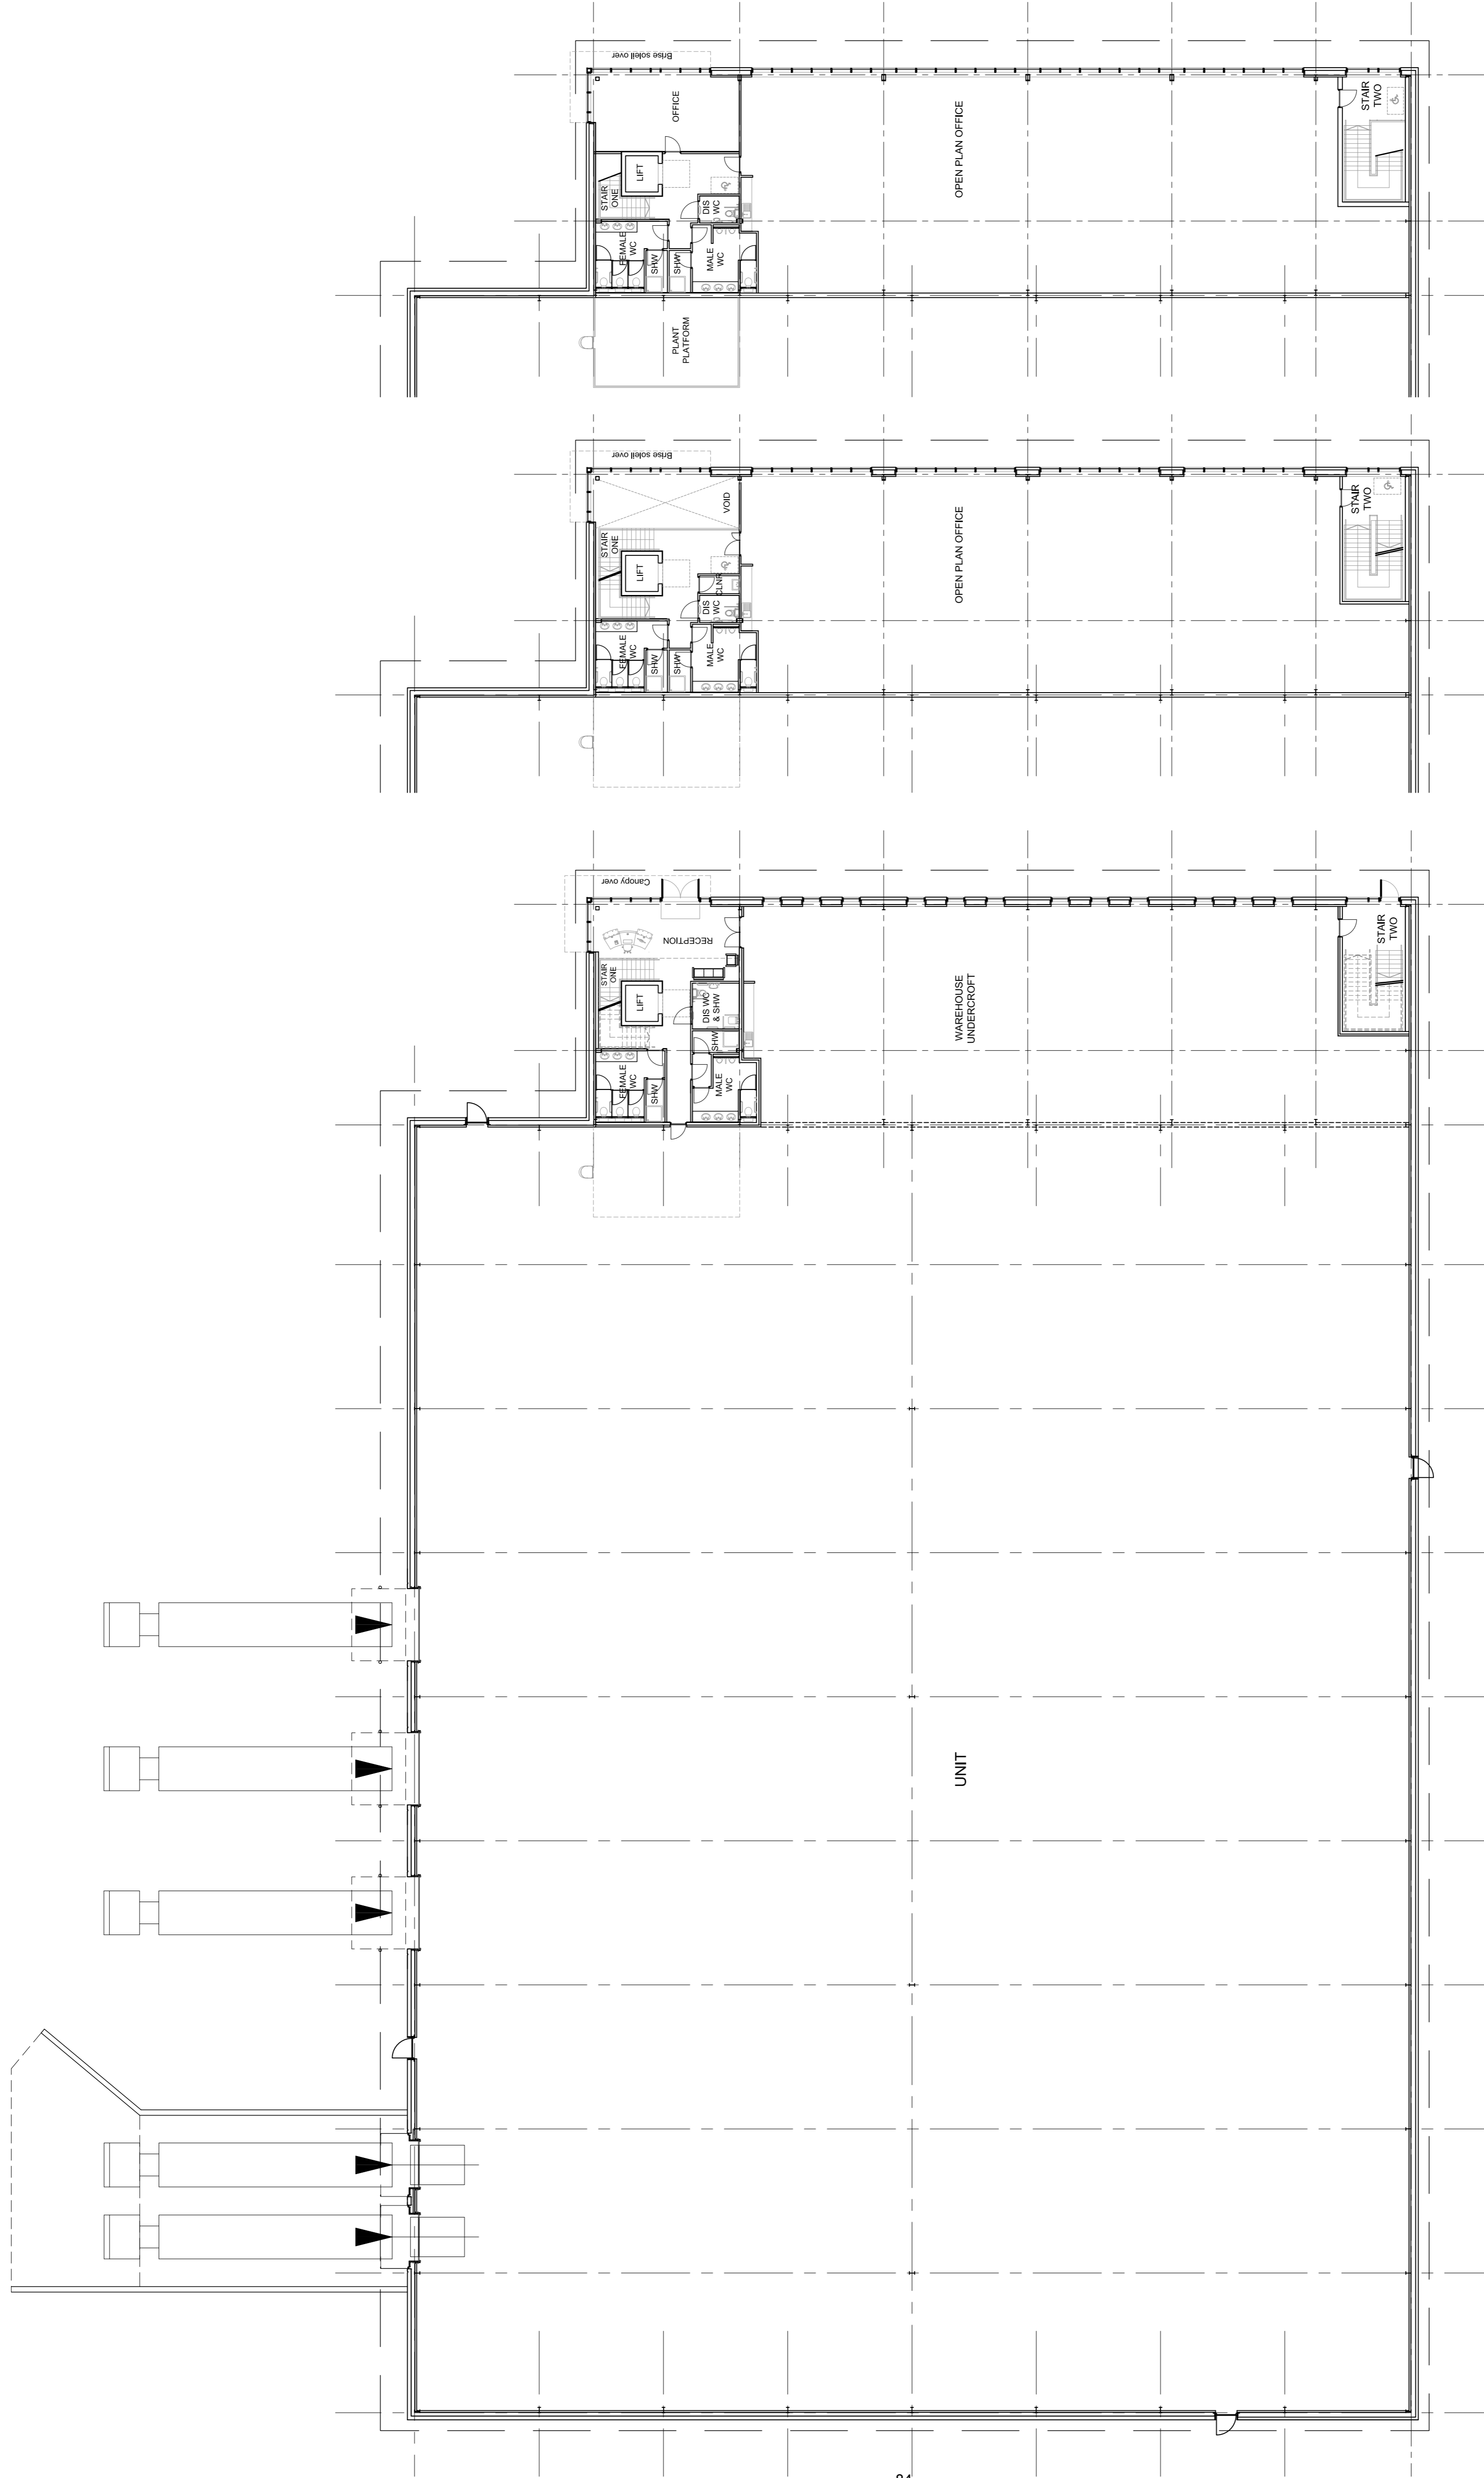 Brise soleil over
OFFICE
OPEN PLAN OFFICE
STAIR
TWO
LIFT
STAIR
ONE
DIS
WC
FEMALE
WC
SHW
SHW
MALE
WC
PLANT
PLATFORM
Brise soleil over
VOID
OPEN PLAN OFFICE
STAIR
TWO
STAIR
ONE
LIFT
CLNR
DIS
WC
FEMALE
WC
SHW
SHW
MALE
WC
Canopy over
RECEPTION
STAIR
TWO
STAIR
ONE
LIFT
DIS WC
& SHW
WAREHOUSE
UNDERCROFT
SHW
FEMALE
WC
SHW
MALE
WC
UNIT